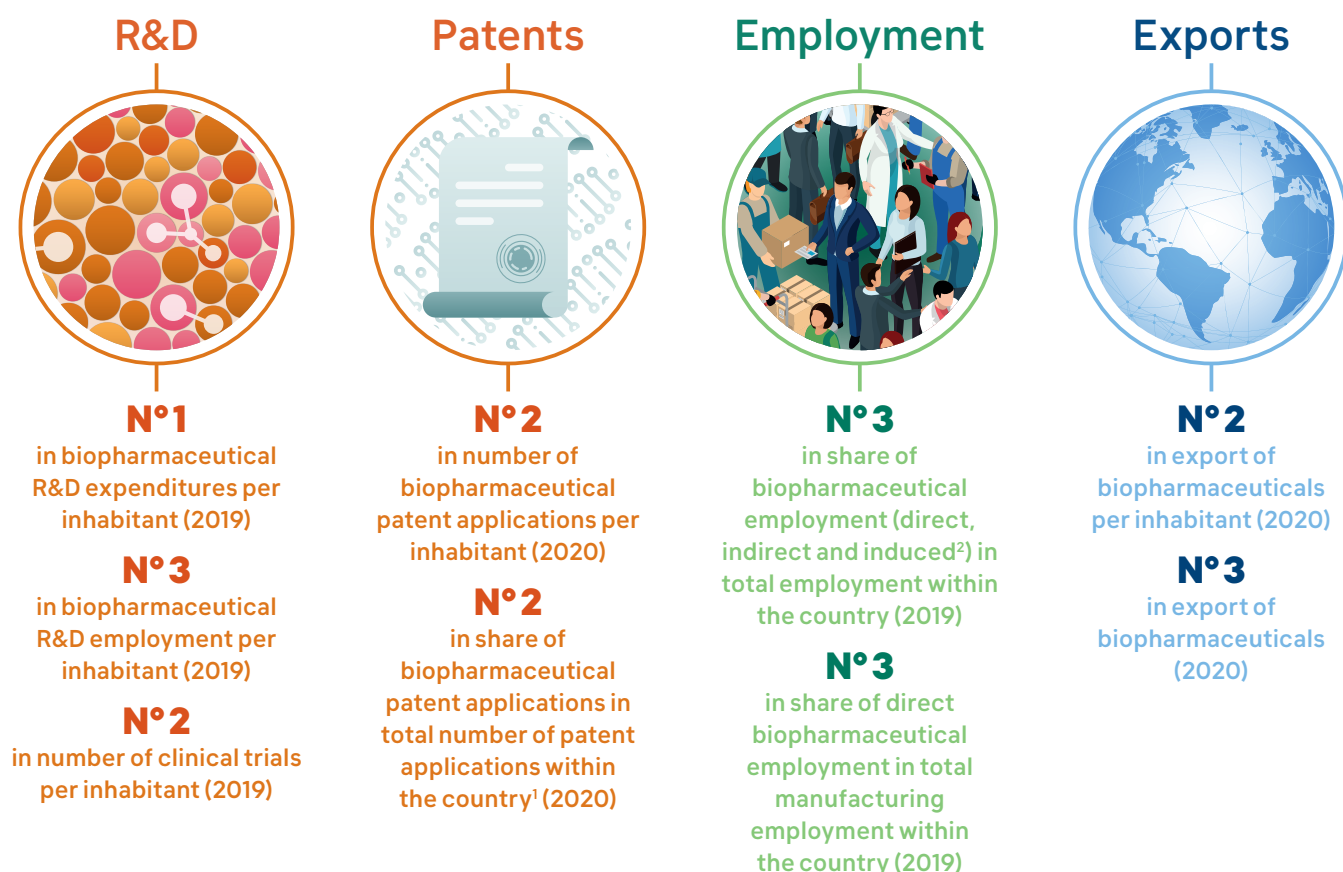 R&D
N° 1
in biopharmaceutical
R&D expenditures per
inhabitant (2019)
N° 3
in biopharmaceutical
R&D employment per
inhabitant (2019)
N° 2
in number of clinical trials
per inhabitant (2019)
Patents
N° 2
in number of
biopharmaceutical
patent applications per
inhabitant (2020)
N° 2
in share of
biopharmaceutical
patent applications in
total number of patent
applications within
the country¹ (2020)
Employment
N° 3
in share of
biopharmaceutical
employment (direct,
indirect and induced²) in
total employment within
the country (2019)
N° 3
in share of direct
biopharmaceutical
employment in total
manufacturing
employment within
the country (2019)
Exports
N° 2
in export of
biopharmaceuticals
per inhabitant (2020)
N° 3
in export of
biopharmaceuticals
(2020)